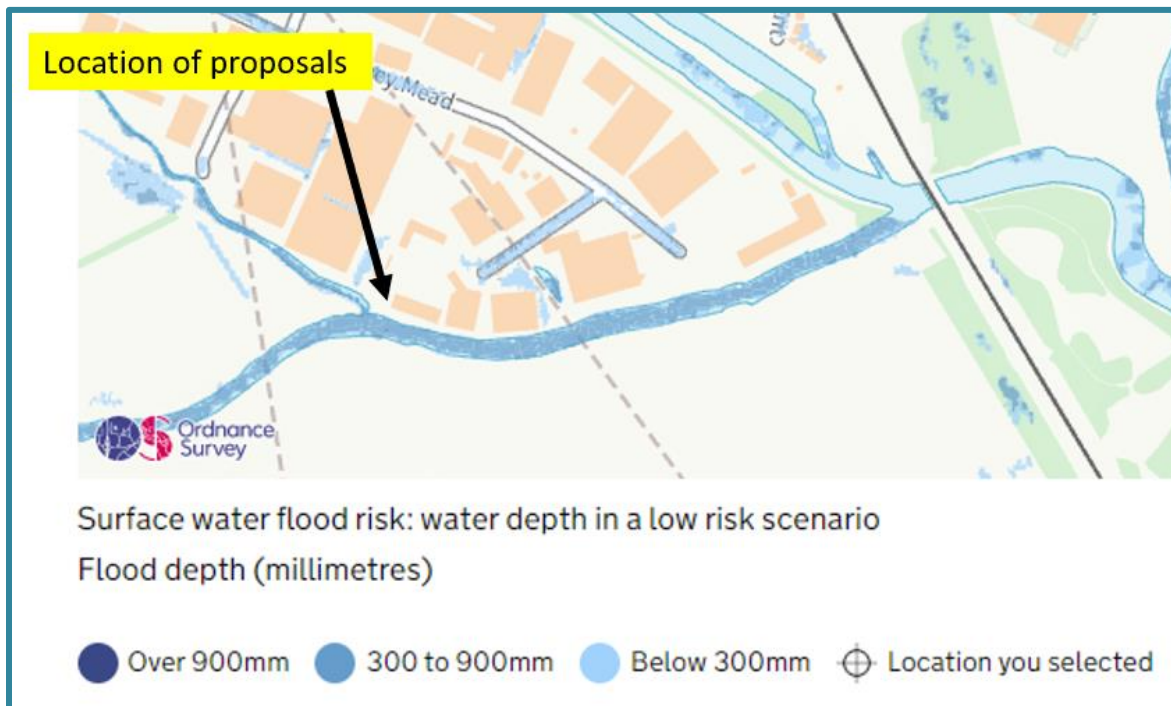 Location of proposals
Mead
Ordnance
Survey
Surface water flood risk: water depth in a low risk scenario
Flood depth (millimetres)
Over 900mm 300 to 900mm Below 300mm Location you selected